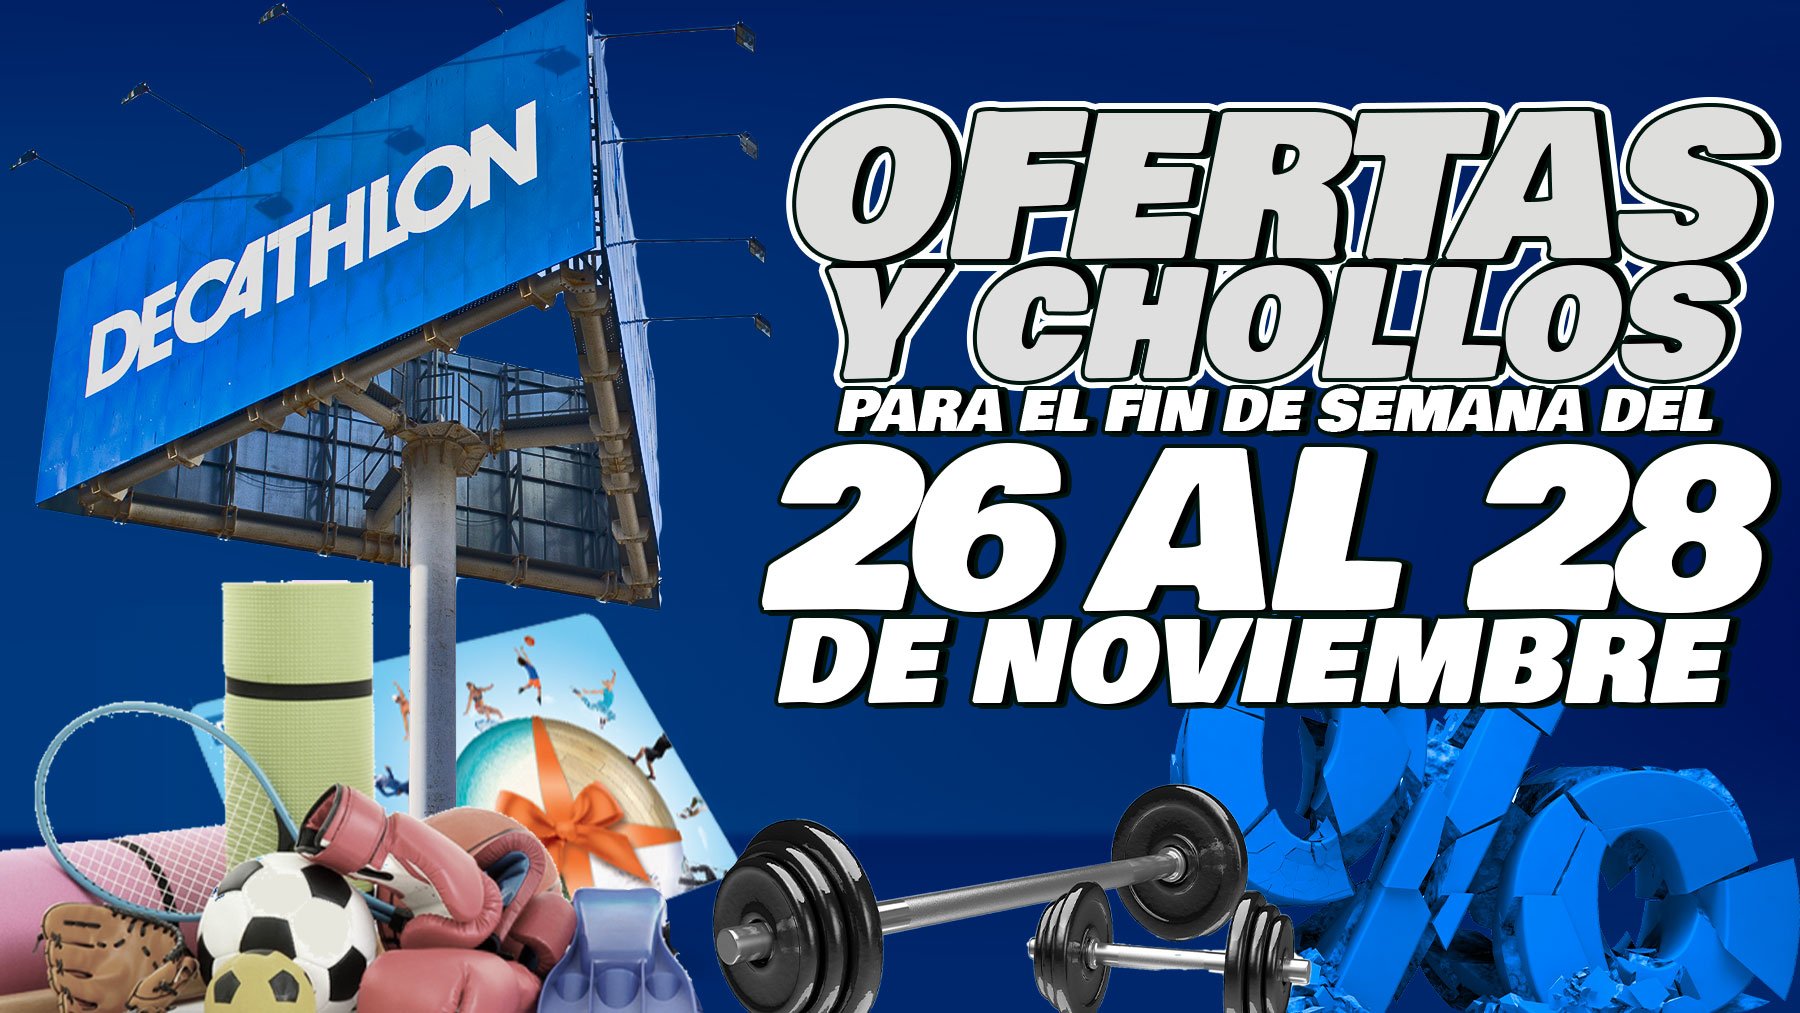 DECATHLON
OFERTAS
Y CHOLLOS
PARA EL FIN DE SEMANA DEL
26 AL 28
DE NOVIEMBRE
%